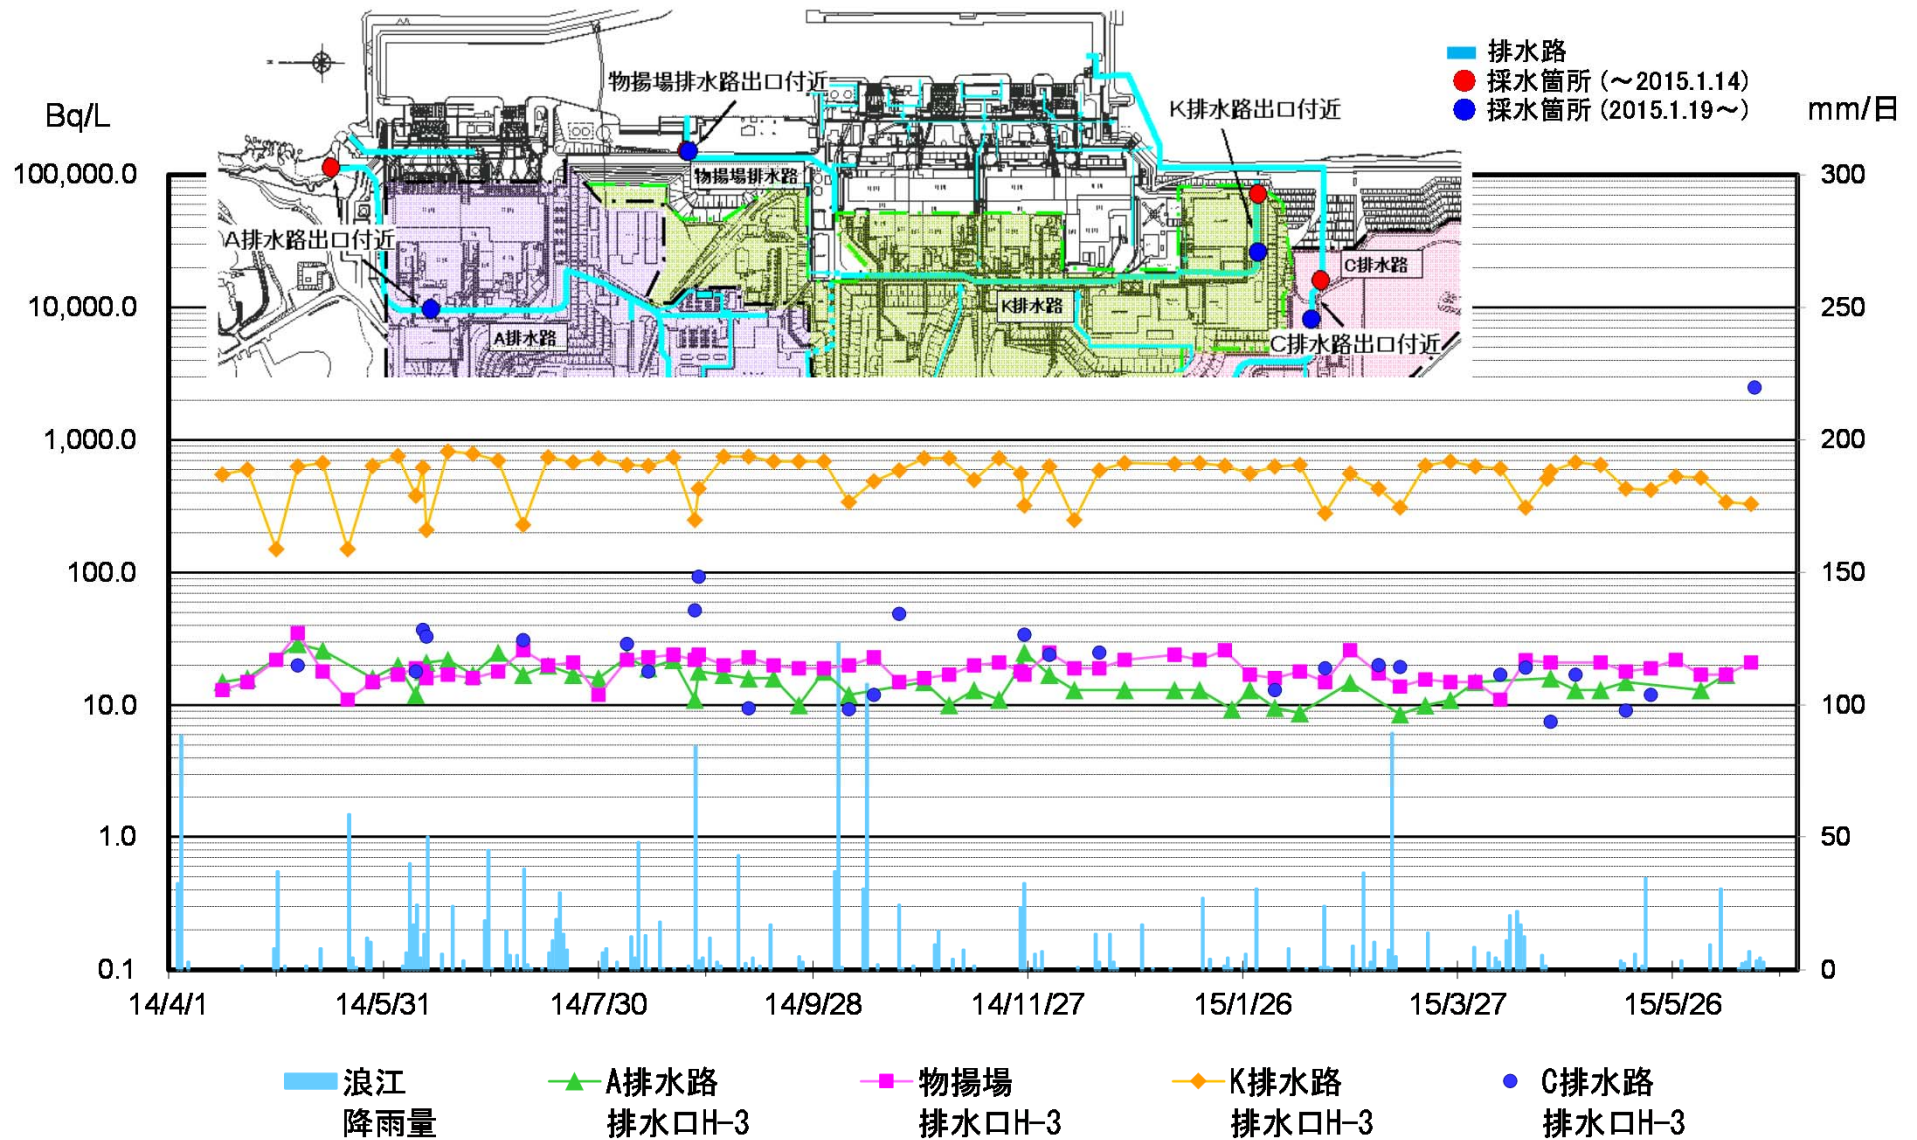 排水路
採水箇所(～2015.1.14)
採水箇所(2015.1.19～)
Bq/L
mm/日
物揚場排水路出口付近
K排水路出口付近
物揚場排水路
A排水路出口付近
C排水路
K排水路
A排水路
C排水路出口付近
100,000.0
10,000.0
1,000.0
100.0
10.0
1.0
0.1
300
250
200
150
100
50
0
14/4/1
14/5/31
14/7/30
14/9/28
14/11/27
15/1/26
15/3/27
15/5/26
浪江
降雨量
A排水路
排水口H-3
物揚場
排水口H-3
K排水路
排水口H-3
C排水路
排水口H-3